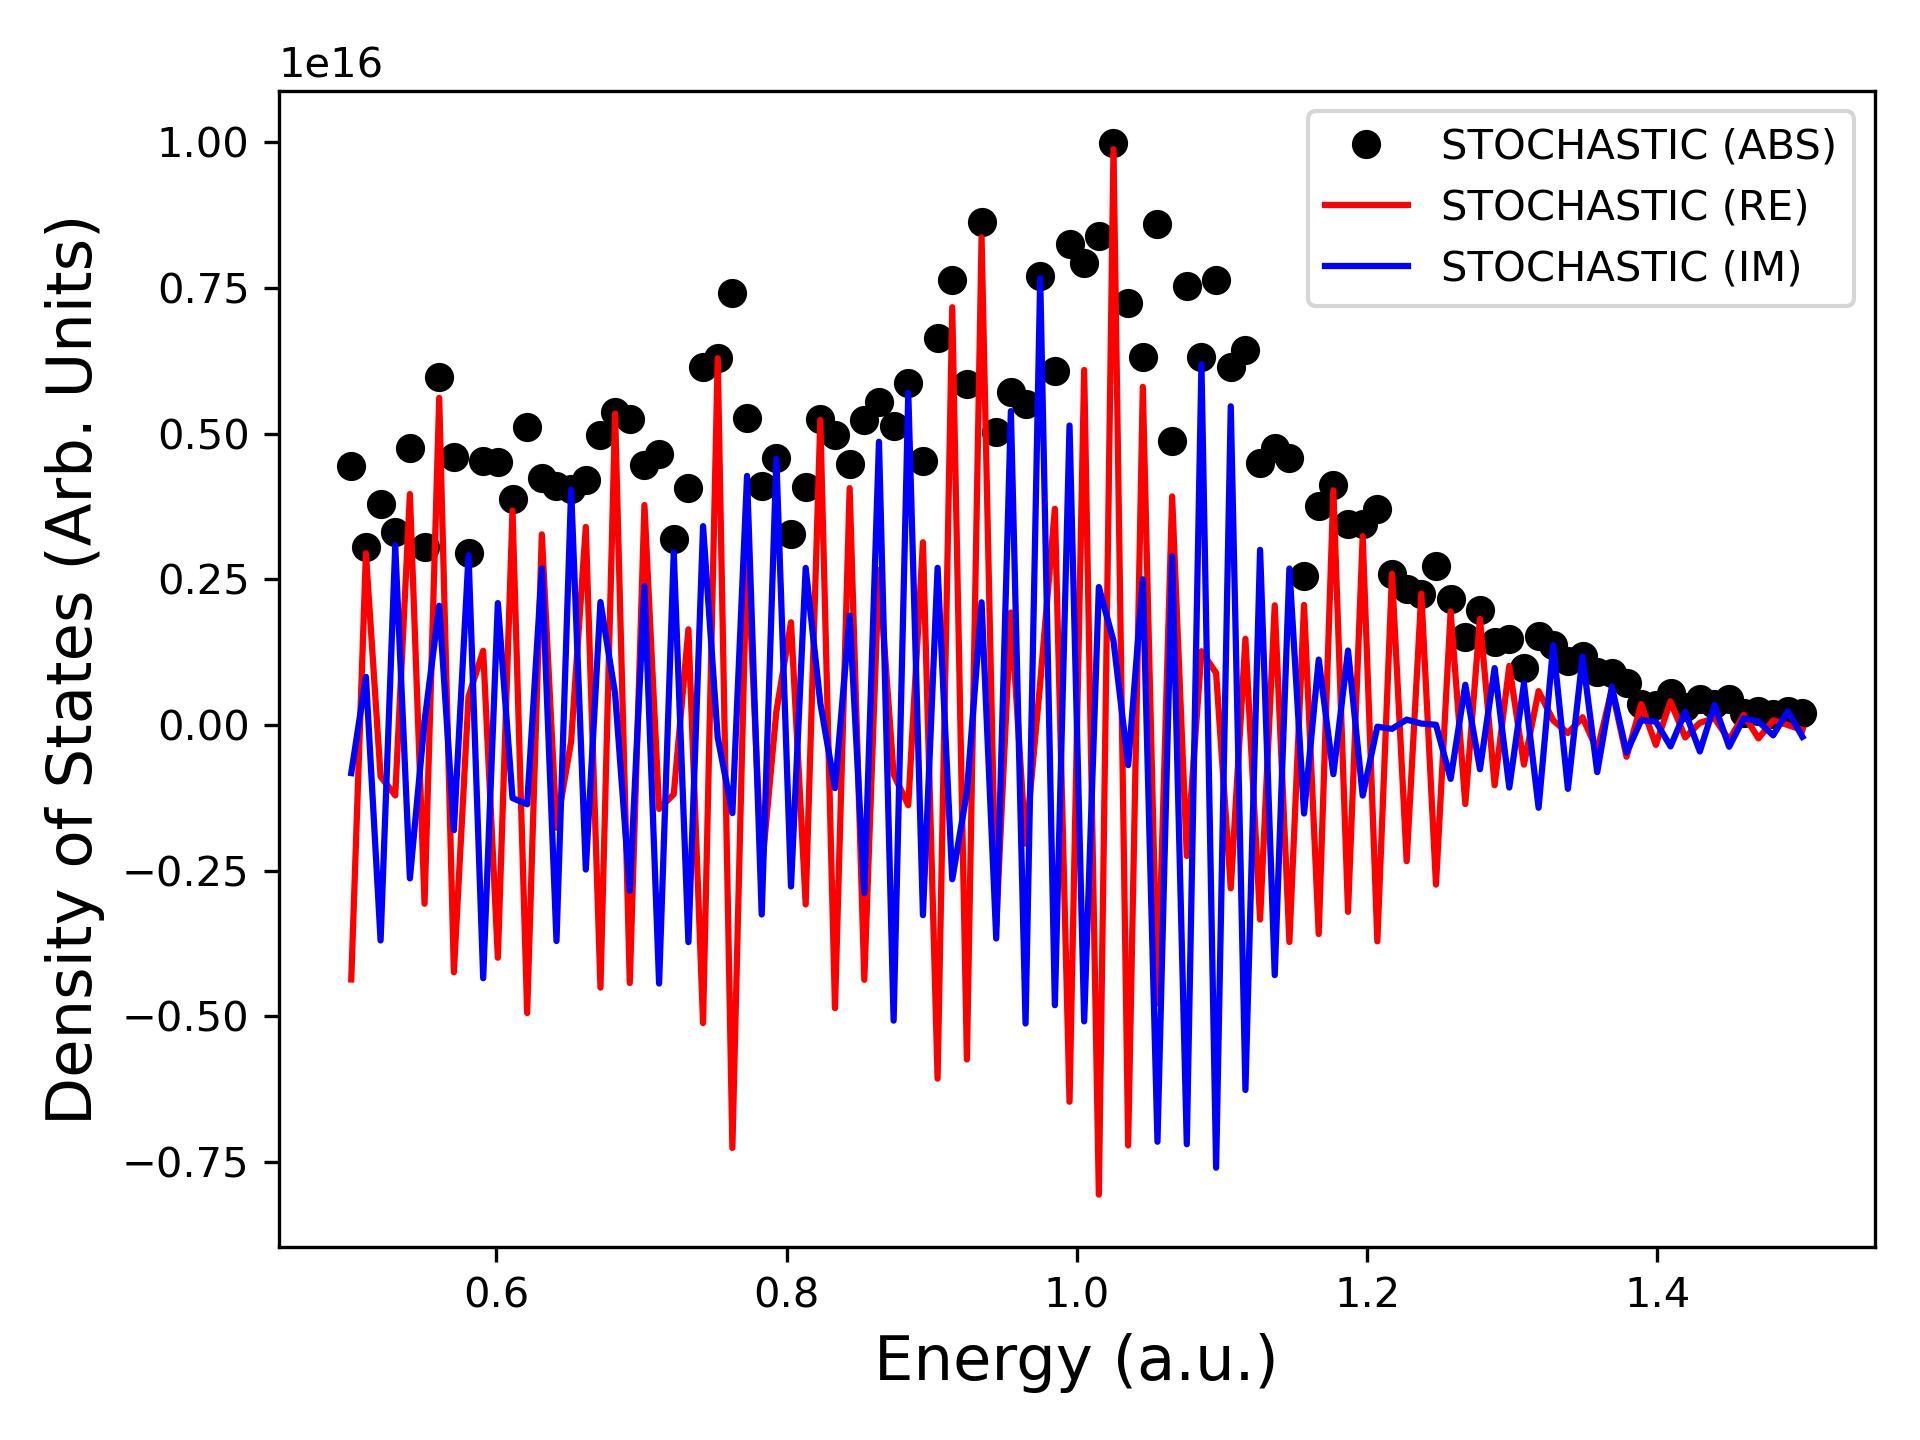 1e16
1.00
0.75
0.50
0.25
0.00
−0.25
−0.50
−0.75
Density of States (Arb. Units)
STOCHASTIC (ABS)
STOCHASTIC (RE)
STOCHASTIC (IM)
0.6 0.8 1.0 1.2 1.4
Energy (a.u.)